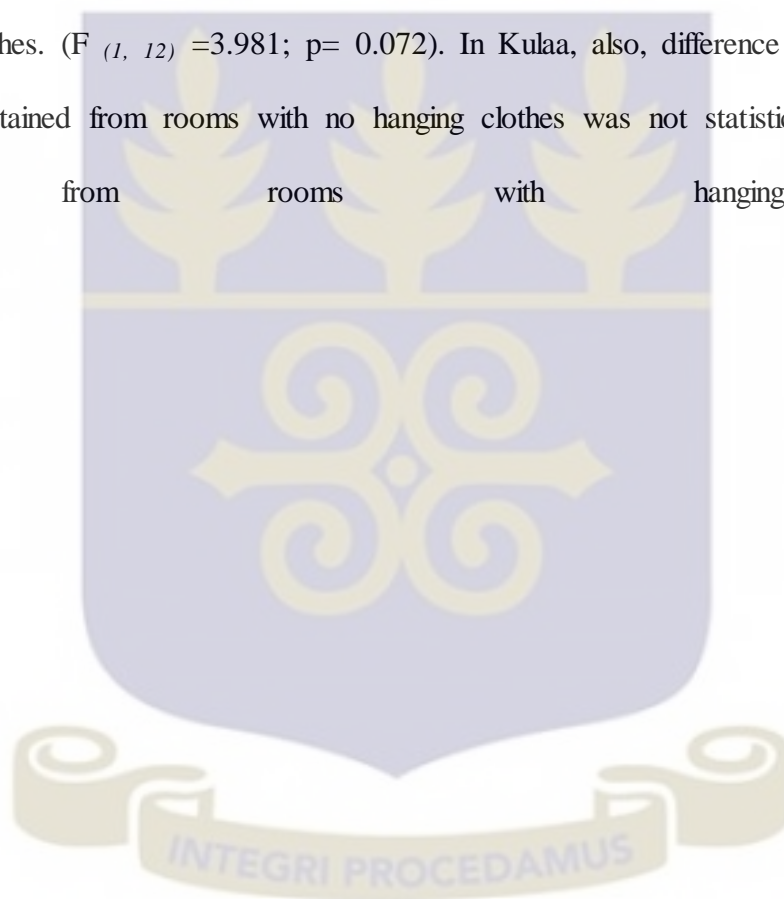 hes. (F (1, 12) =3.981; p= 0.072). In Kulaa, also, difference
tained from rooms with no hanging clothes was not
from rooms with hanging
INTEGRI PROCEDAMUS